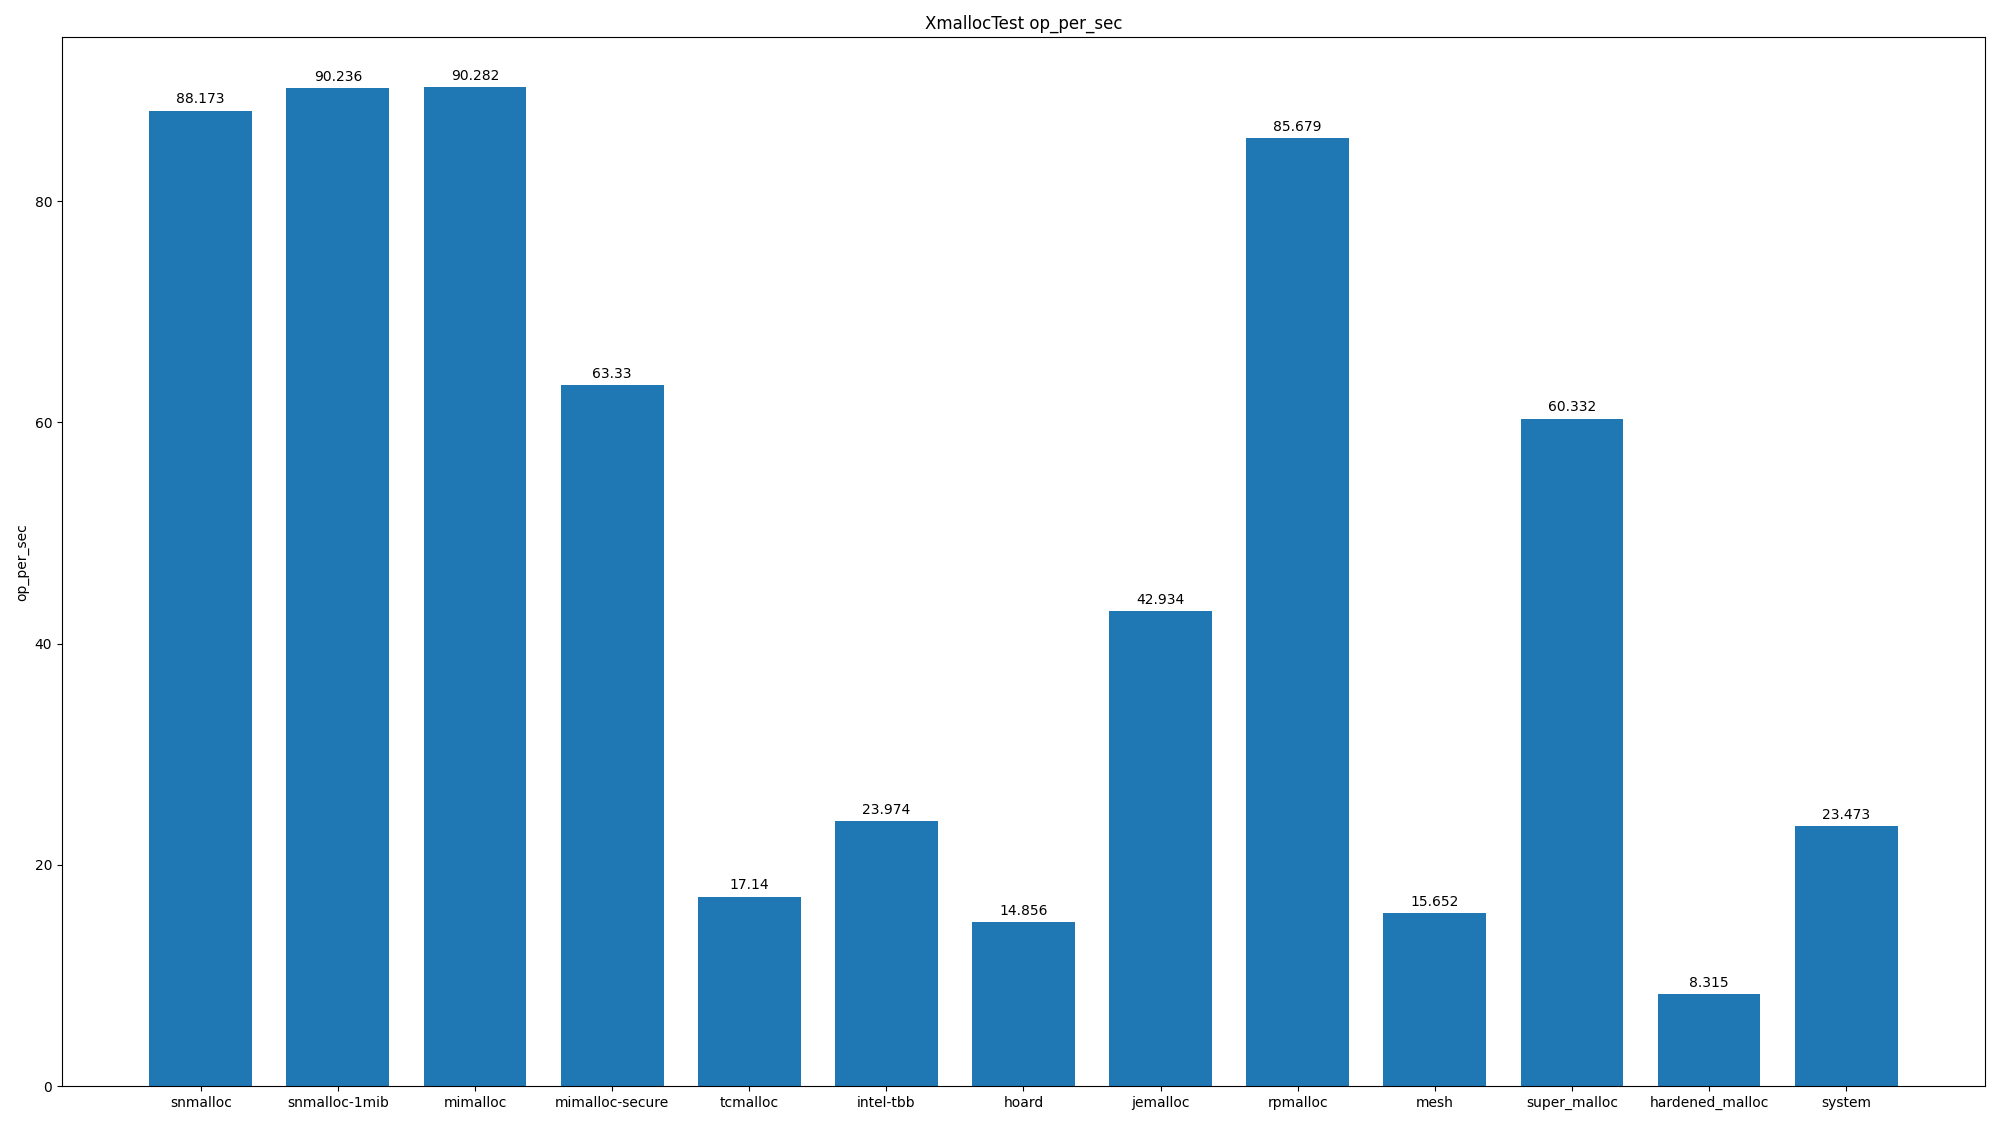 XmallocTest op_per_sec
op_per_sec
80
60
40
20
0
88.173
90.236
90.282
63.33
17.14
23.974
14.856
42.934
85.679
15.652
60.332
8.315
23.473
snmalloc
snmalloc-1mib
mimalloc
mimalloc-secure
tcmalloc
intel-tbb
hoard
jemalloc
rpmalloc
mesh
super_malloc
hardened_malloc
system